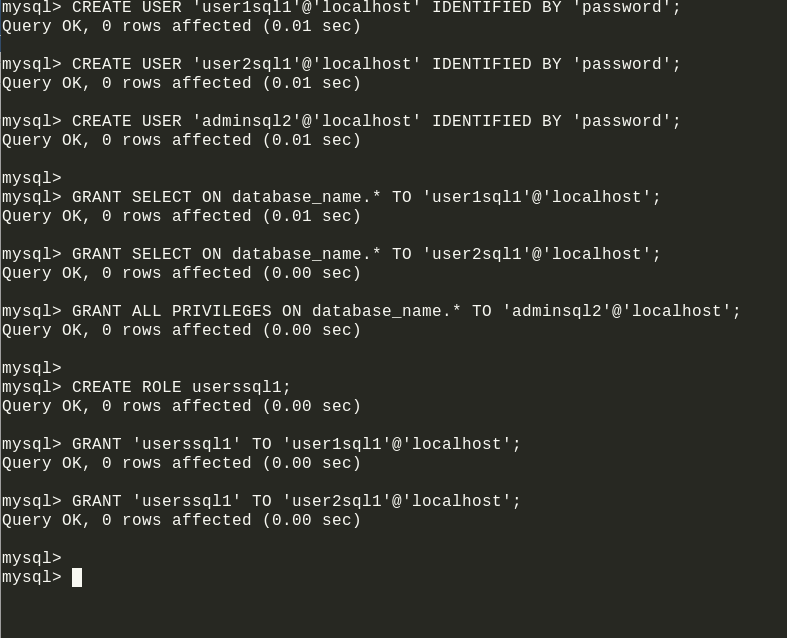 mysql> CREATE USER 'user1sql1'@'localhost' IDENTIFIED BY 'password';
Query OK, 0 rows affected (0.01 sec)
mysql> CREATE USER 'user2sql1'@'localhost' IDENTIFIED BY 'password';
Query OK, 0 rows affected (0.01 sec)
mysql> CREATE USER 'adminsql2'@'localhost' IDENTIFIED BY 'password';
Query OK, 0 rows affected (0.01 sec)
mysql>
mysql> GRANT SELECT ON database_name.* TO 'user1sql1'@'localhost';
Query OK, 0 rows affected (0.01 sec)
mysql> GRANT SELECT ON database_name.* TO 'user2sql1'@'localhost';
Query OK, 0 rows affected (0.00 sec)
mysql> GRANT ALL PRIVILEGES ON database_name.* TO 'adminsql2'@'localhost';
Query OK, 0 rows affected (0.00 sec)
mysql>
mysql> CREATE ROLE userssql1;
Query OK, 0 rows affected (0.00 sec)
mysql> GRANT 'userssql1' TO 'user1sql1'@'localhost';
Query OK, 0 rows affected (0.00 sec)
mysql> GRANT 'userssql1' TO 'user2sql1'@'localhost';
Query OK, 0 rows affected (0.00 sec)
mysql>
mysql>